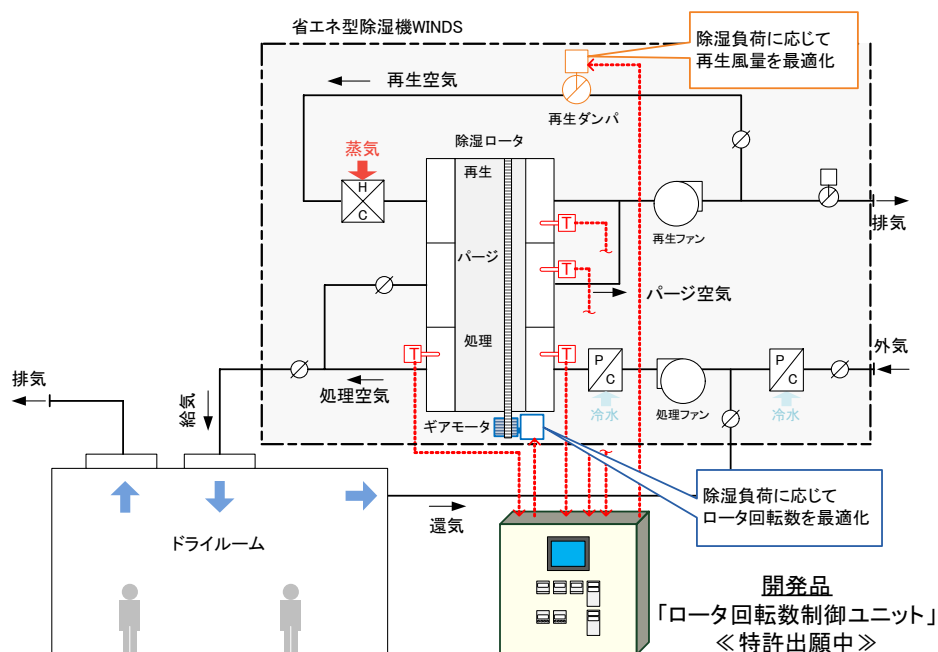 省エネ型除湿機WINDS
除湿負荷に応じて
再生風量を最適化
再生空気
再生ダンパ
除湿ロータ
蒸気
再生
H
C
T
再生ファン
排気
パージ
T
パージ空気
処理
T
T
P
C
P
C
外気
冷水
処理ファン
冷水
処理空気
排気
給気
ギアモータ
除湿負荷に応じて
ロータ回転数を最適化
還気
ドライルーム
開発品
「ロータ回転数制御ユニット」
≪特許出願中≫